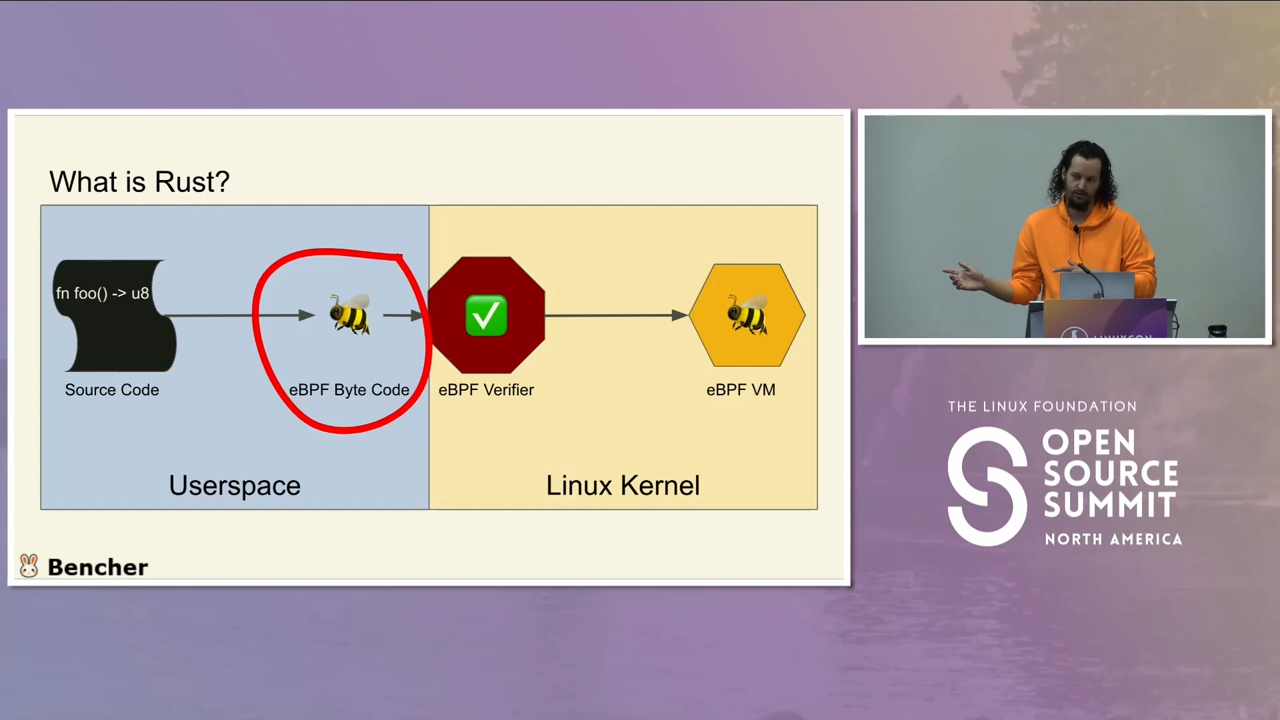 What is Rust?
fn foo() -> u8
Source Code
eBPF Byte Code
eBPF Verifier
eBPF VM
Userspace
Linux Kernel
Bencher
LINUXCON
THE LINUX FOUNDATION
OPEN
SOURCE
SUMMIT
NORTH AMERICA